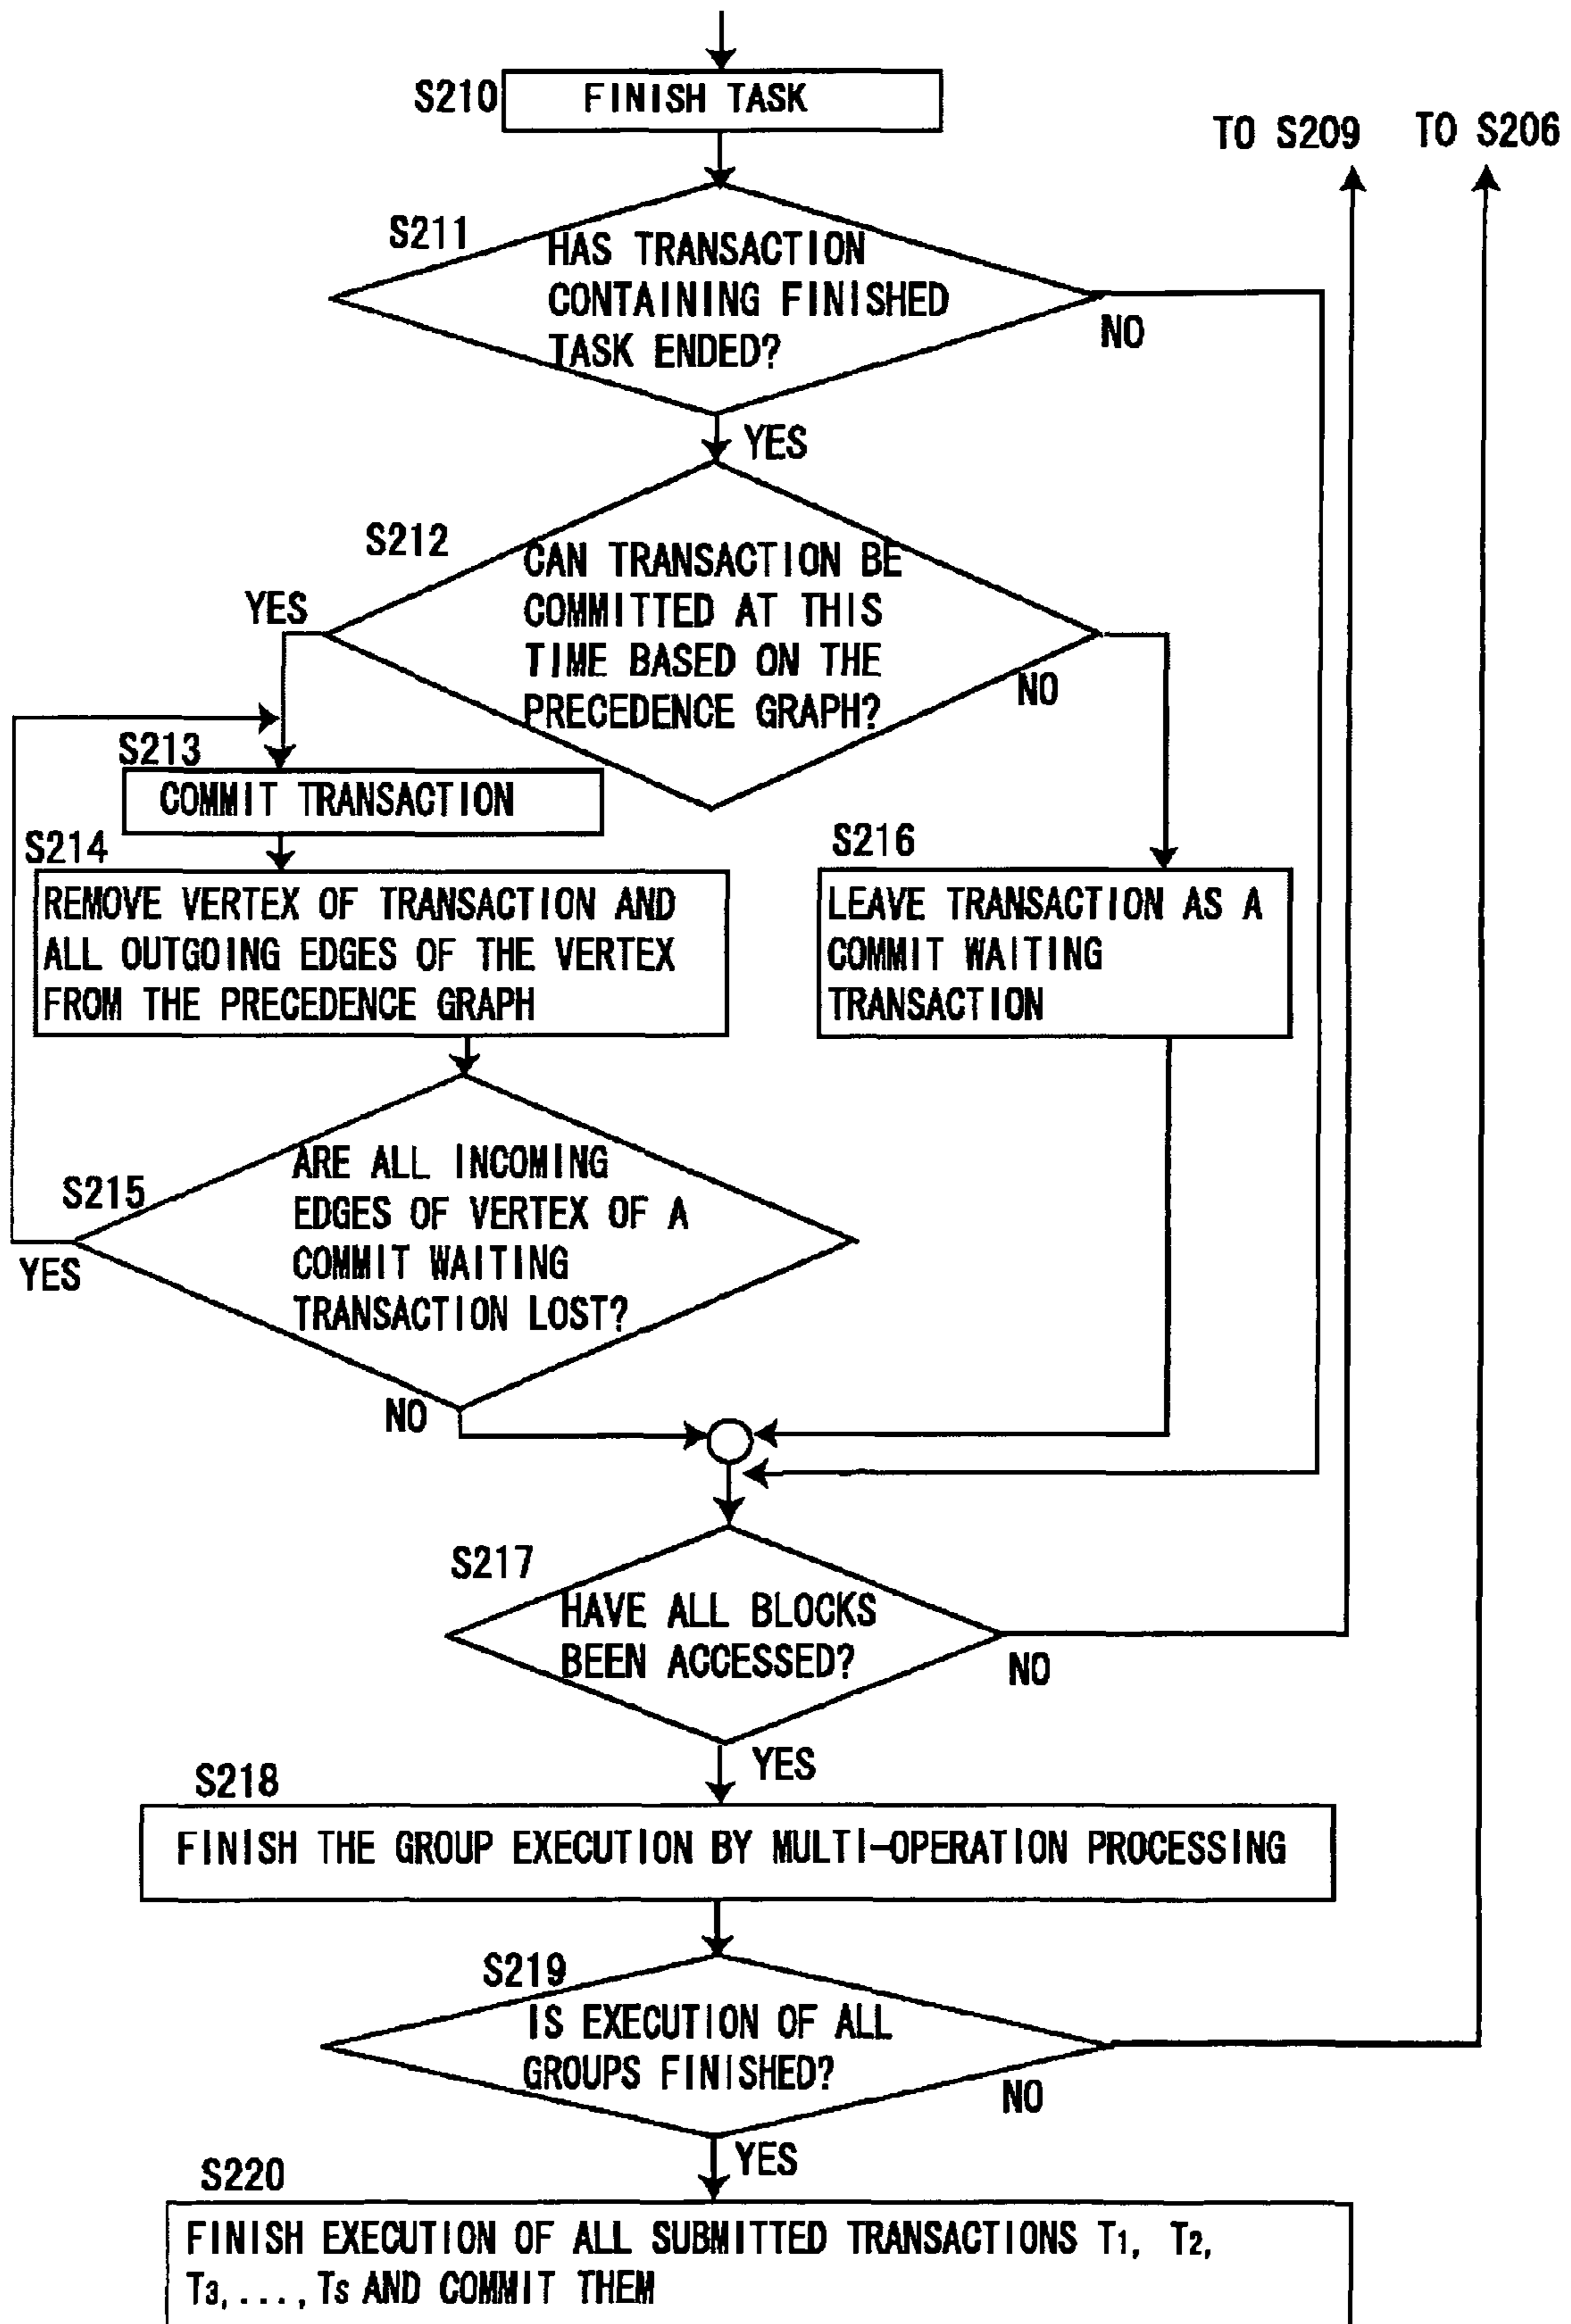 S210
FINISH TASK
TO S209
TO S206
S211
HAS TRANSACTION
CONTAINING FINISHED
TASK ENDED?
NO
YES
S212
CAN TRANSACTION BE
COMMITTED AT THIS
TIME BASED ON THE
PRECEDENCE GRAPH?
YES
NO
S213
COMMIT TRANSACTION
S214
REMOVE VERTEX OF TRANSACTION AND
ALL OUTGOING EDGES OF THE VERTEX
FROM THE PRECEDENCE GRAPH
S216
LEAVE TRANSACTION AS A
COMMIT WAITING
TRANSACTION
S215
ARE ALL INCOMING
EDGES OF VERTEX OF A
COMMIT WAITING
TRANSACTION LOST?
YES
NO
S217
HAVE ALL BLOCKS
BEEN ACCESSED?
NO
YES
S218
FINISH THE GROUP EXECUTION BY MULTI-OPERATION PROCESSING
S219
IS EXECUTION OF ALL
GROUPS FINISHED?
NO
YES
S220
FINISH EXECUTION OF ALL SUBMITTED TRANSACTIONS T1, T2,
T3,..., Ts AND COMMIT THEM